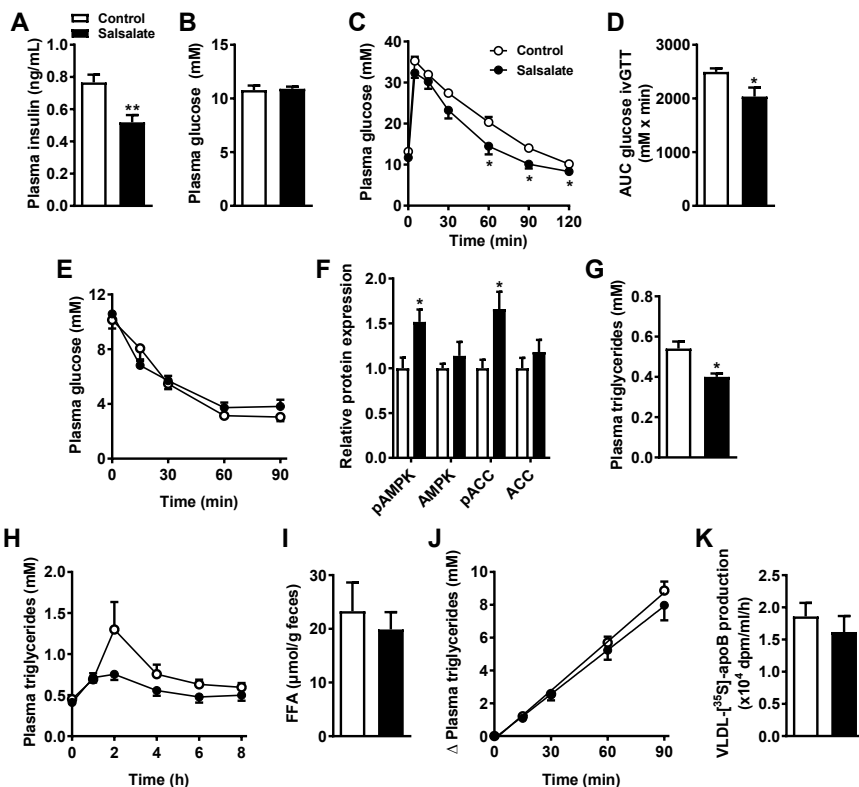 A
Control
Salsalate
Plasma insulin (ng/mL)
1.0
0.8
0.6
0.4
0.2
0.0
**
B
Plasma glucose (mM)
15
10
5
0
C
Plasma glucose (mM)
40
30
20
10
0
Control
Salsalate
* * *
0 30 60 90 120
Time (min)
D
AUC glucose ivGTT
(mM x min)
3000
2000
1000
0
*
E
Plasma glucose (mM)
12
8
4
0
0 30 60 90
Time (min)
F
Relative protein expression
2.0
1.5
1.0
0.5
0.0
* *
pAMPK AMPK pACC ACC
G
Plasma triglycerides (mM)
0.8
0.6
0.4
0.2
0.0
*
H
Plasma triglycerides (mM)
2.0
1.5
1.0
0.5
0.0
0 2 4 6 8
Time (h)
I
FFA (μmol/g feces)
30
20
10
0
J
Δ Plasma triglycerides (mM)
10
8
6
4
2
0
0 15 30 60 90
Time (min)
K
VLDL-[³⁵S]-apoB production
(x10⁴ dpm/ml/h)
2.5
2.0
1.5
1.0
0.5
0.0